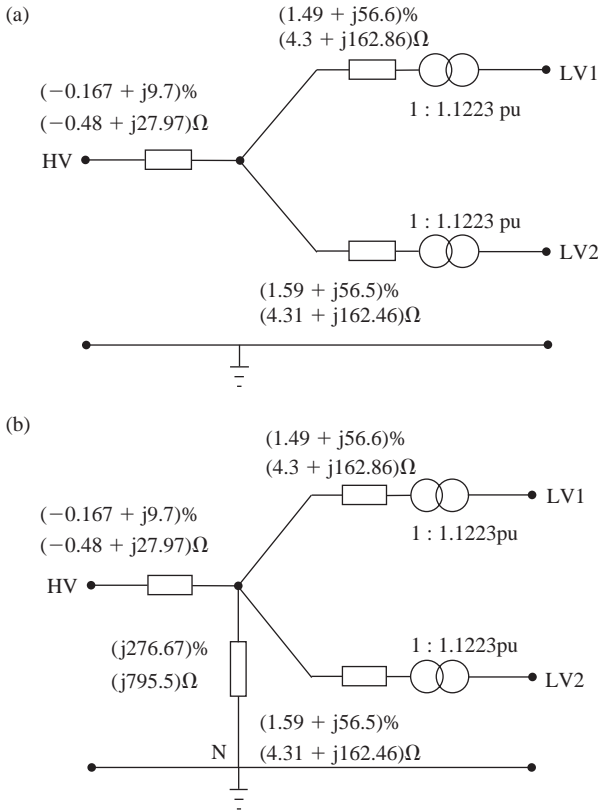 (a)
(1.49 + j56.6)%
(4.3 + j162.86)Ω
LV1
1 : 1.1223 pu
(−0.167 + j9.7)%
(−0.48 + j27.97)Ω
HV
1 : 1.1223 pu
LV2
(1.59 + j56.5)%
(4.31 + j162.46)Ω
(b)
(1.49 + j56.6)%
(4.3 + j162.86)Ω
LV1
1 : 1.1223pu
(−0.167 + j9.7)%
(−0.48 + j27.97)Ω
HV
1 : 1.1223pu
(j276.67)%
(j795.5)Ω
LV2
(1.59 + j56.5)%
N
(4.31 + j162.46)Ω